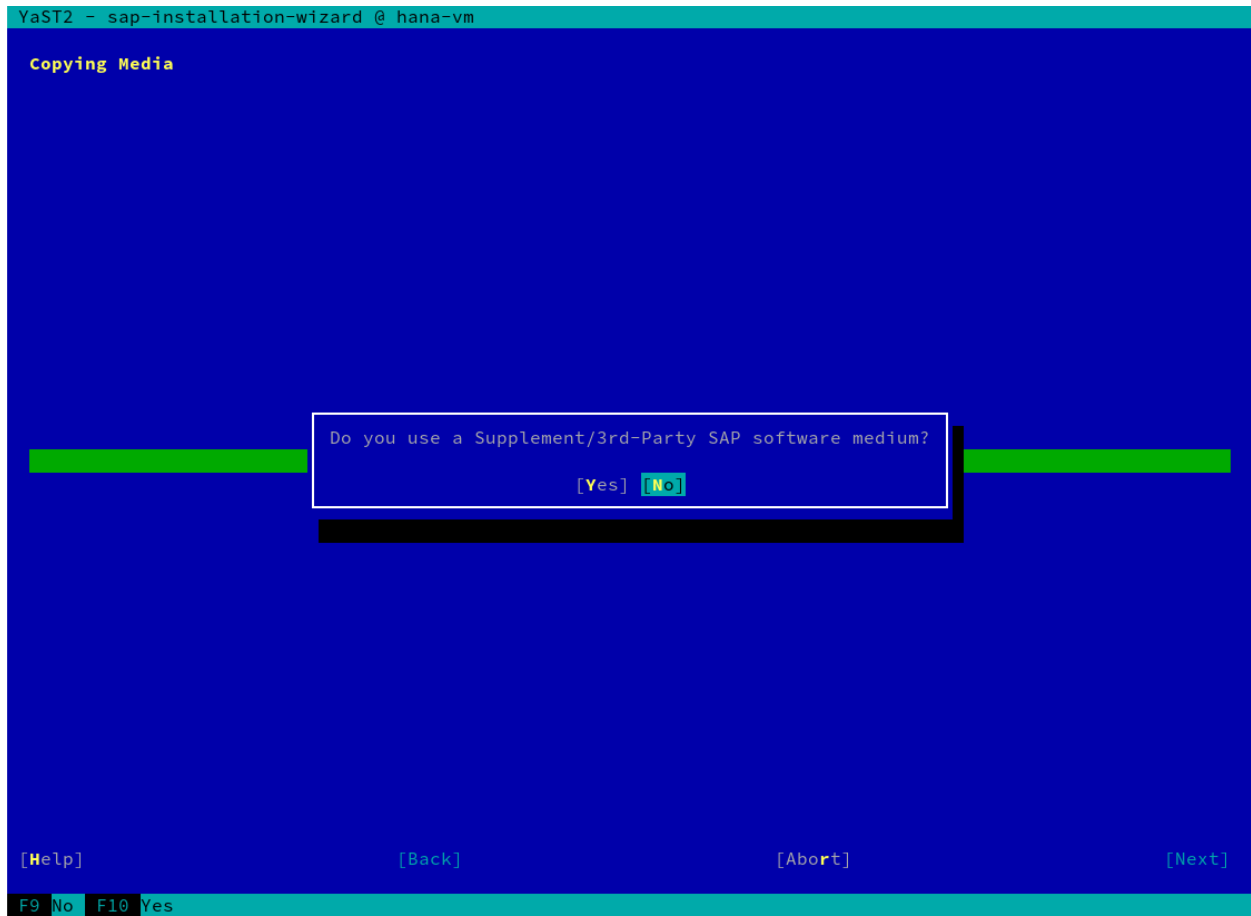 YaST2 - sap-installation-wizard @ hana-vm
Copying Media
Do you use a Supplement/3rd-Party SAP software medium?
[Yes] [No]
[Help] [Back] [Abort] [Next]
F9 No F10 Yes